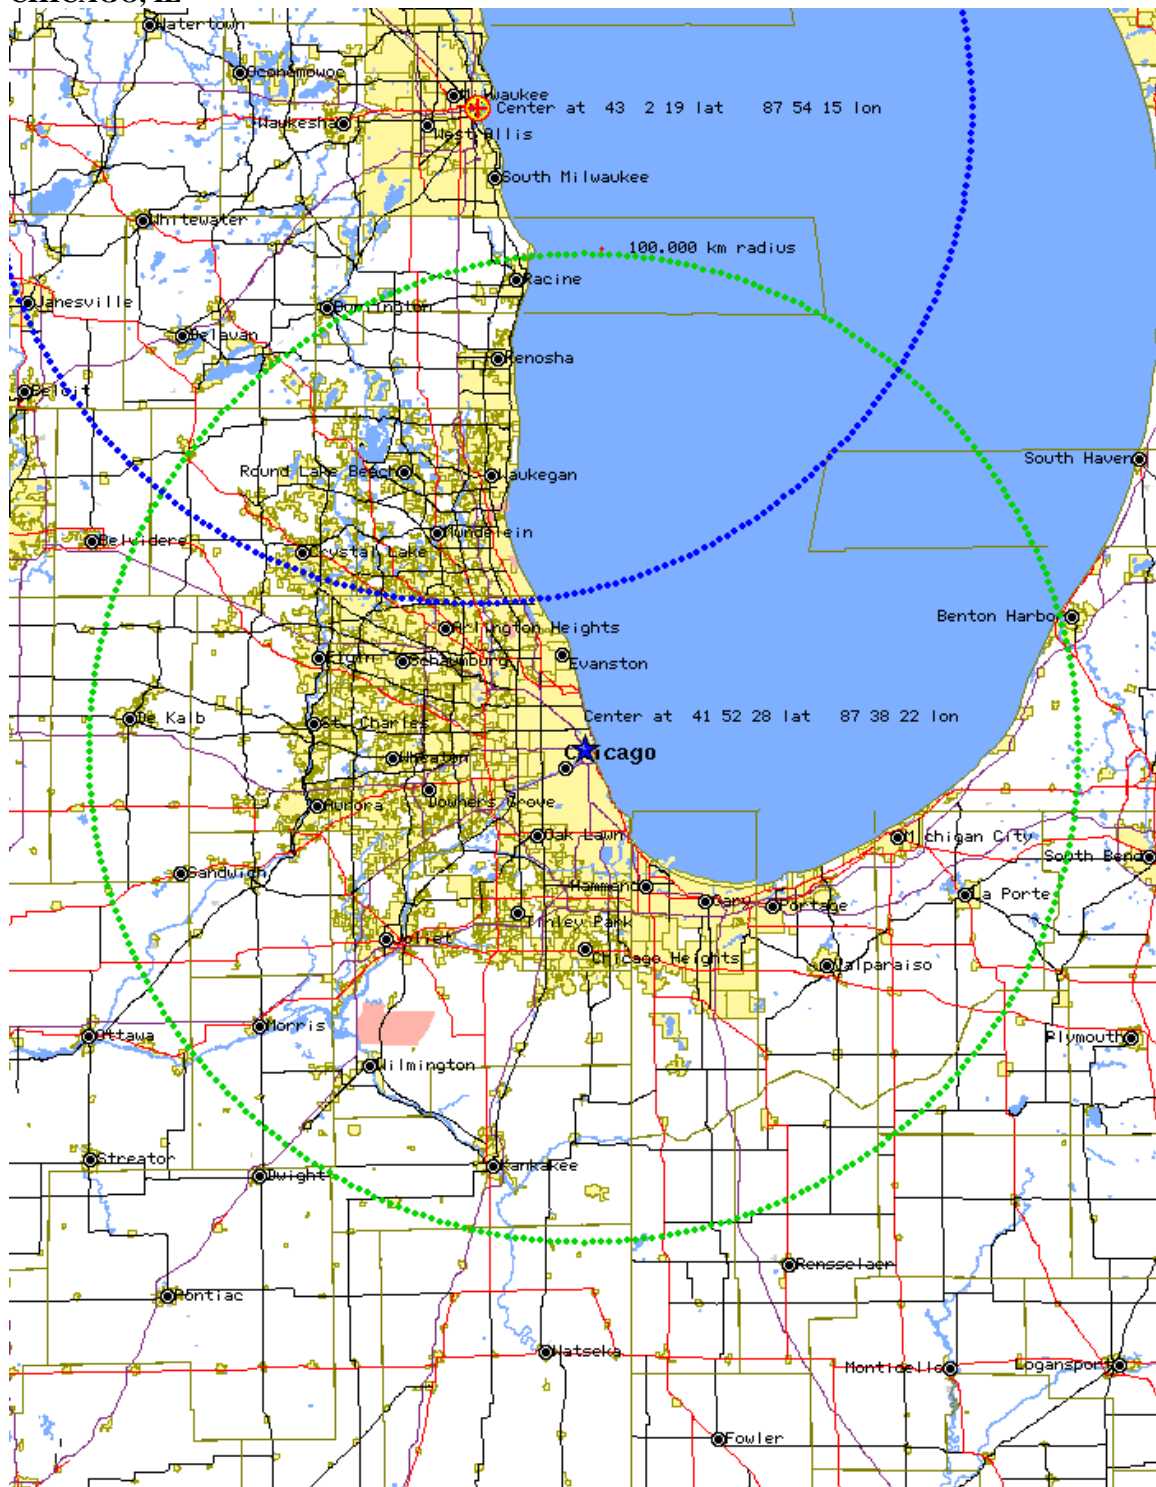 Watertown
Oconomowoc
Milwaukee
Center at 43 2 19 lat 87 54 15 lon
Waukesha
West Allis
South Milwaukee
Whitewater
100.000 km radius
Racine
Janesville
Burlington
Delavan
Kenosha
Beloit
South Haven
Round Lake Beach
Waukegan
Mundelein
Belvidere
Crystal Lake
Benton Harbo
Arlington Heights
Elgin
Schaumburg
Evanston
De Kalb
St. Charles
Center at 41 52 28 lat 87 38 22 lon
Chicago
Wheaton
Downers Grove
Aurora
Oak Lawn
Michigan City
South Bend
Sandwich
Hammond
La Porte
Gary
Portage
Tinley Park
Joliet
Chicago Heights
Valparaiso
Morris
Ottawa
Plymouth
Wilmington
Streator
Kankakee
Dwight
Rensselaer
Pontiac
Watseka
Monticello
Logansport
Fowler